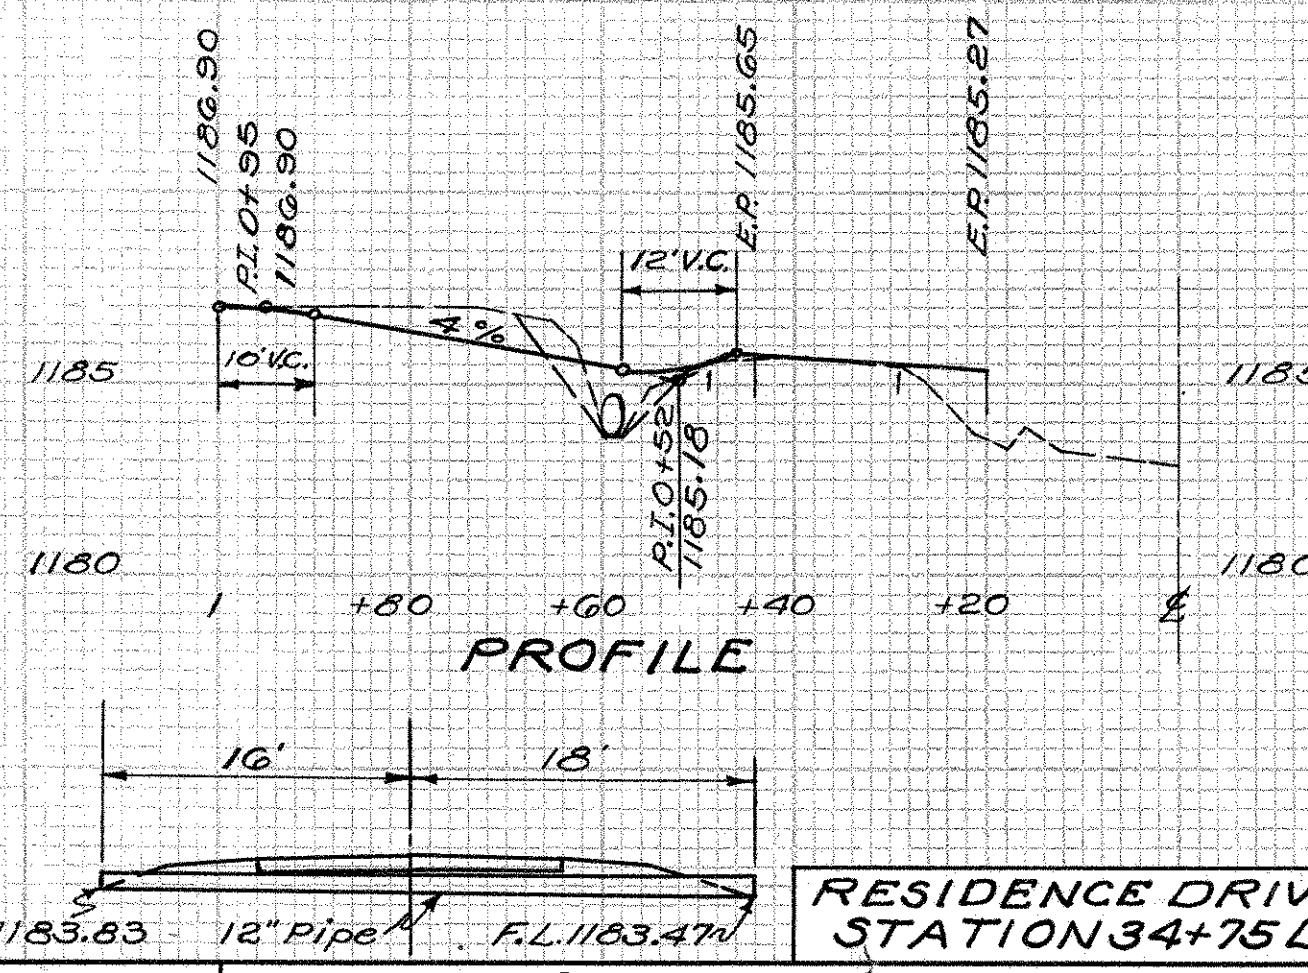 1186.90
P.I. 0+95
1186.90
E.P. 1185.65
E.P. 1185.27
12' V.C.
4 %
10' V.C.
1185
1185
P.I. 0+52
1185.18
1180
1180
1 +80 +60 +40 +20 ℄
PROFILE
16' 18'
1183.83 12" Pipe F.L. 1183.47
RESIDENCE DRIV
STATION 34+75 L